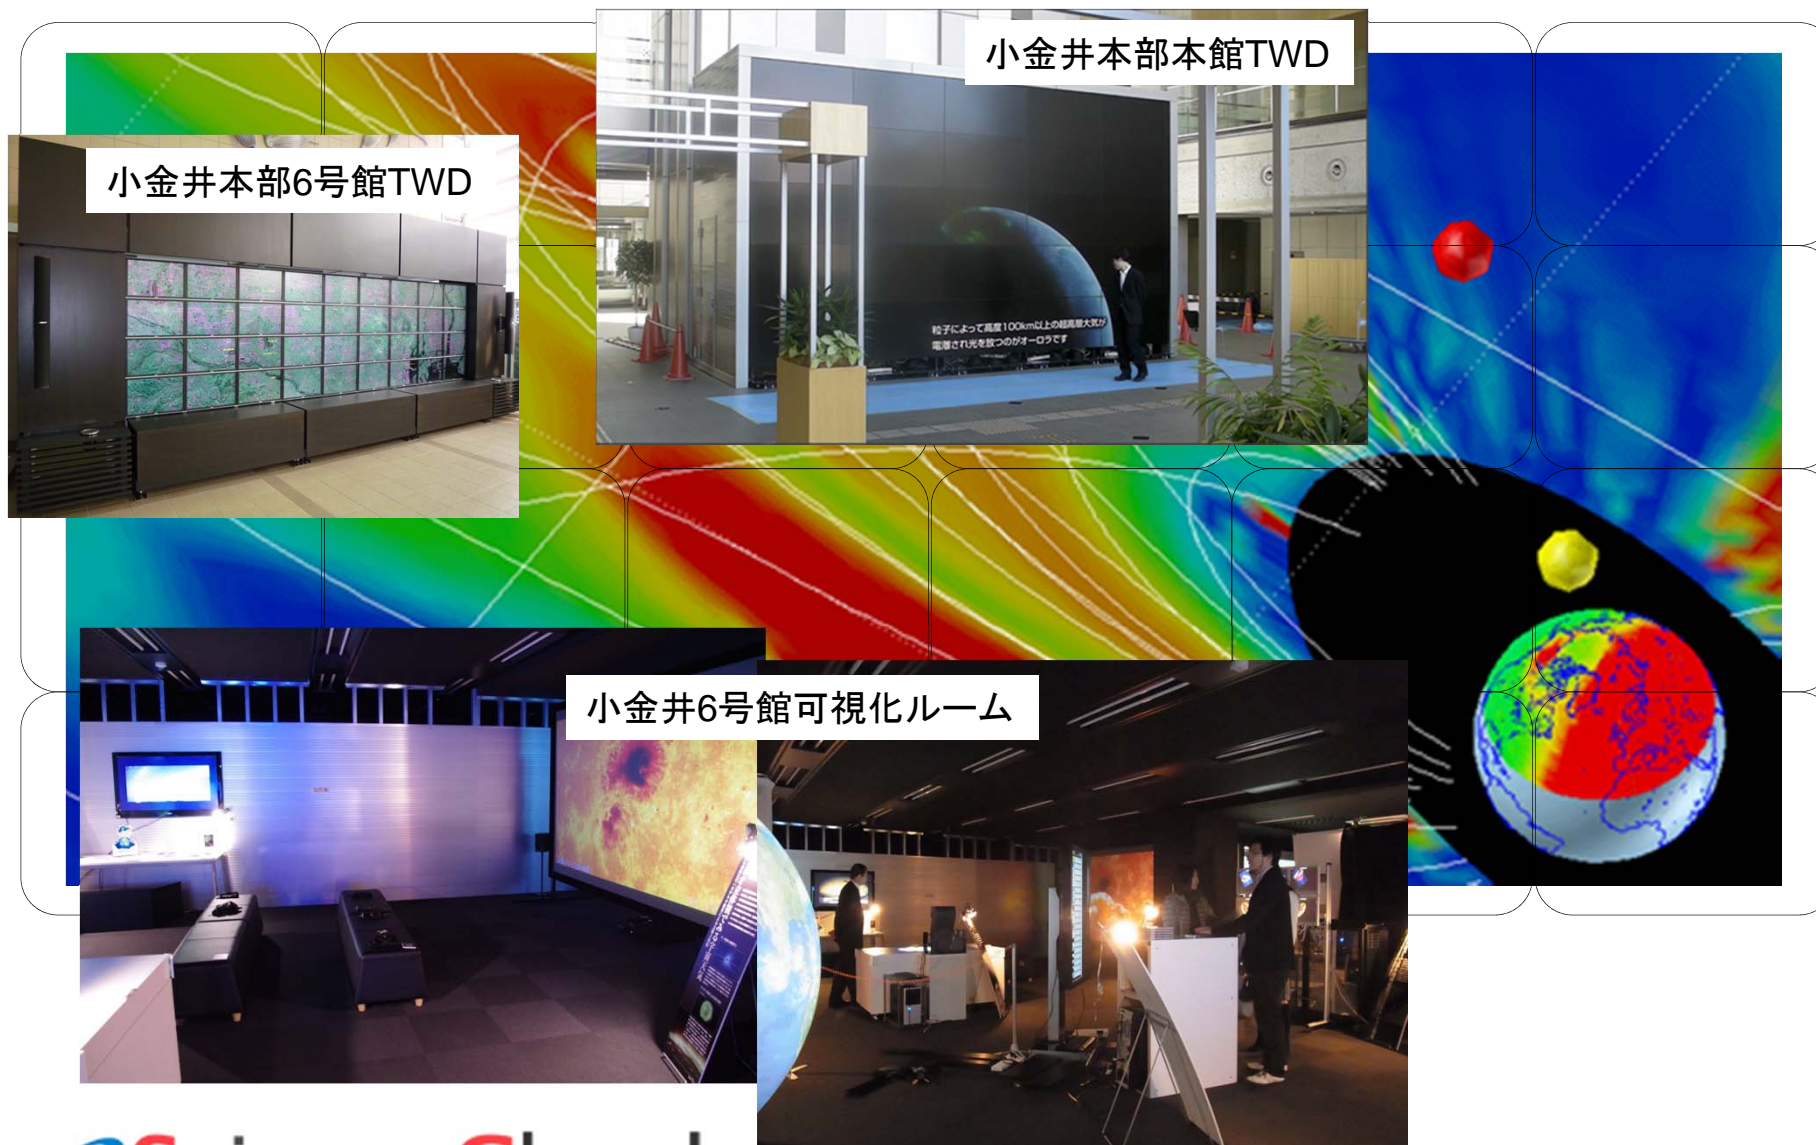 小金井本部本館TWD
小金井本部6号館TWD
粒子によって高度100km以上の超高層大気が
電離され光を放つのがオーロラです
小金井6号館可視化ルーム